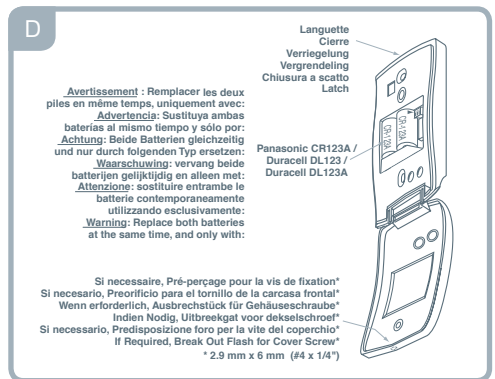 D
Languette
Cierre
Verriegelung
Vergrendeling
Chiusura a scatto
Latch
Avertissement : Remplacer les deux
piles en même temps, uniquement avec:
Advertencia: Sustituya ambas
baterías al mismo tiempo y sólo por:
Achtung: Beide Batterien gleichzeitig
und nur durch folgenden Typ ersetzen:
Waarschuwing: vervang beide
batterijen gelijktijdig en alleen met:
Attenzione: sostituire entrambe le
batterie contemporaneamente
utilizzando esclusivamente:
Warning: Replace both batteries
at the same time, and only with:
Panasonic CR123A /
Duracell DL123 /
Duracell DL123A
CR-123A
CR-123A
Si necessaire, Pré-perçage pour la vis de fixation*
Si necesario, Preorificio para el tornillo de la carcasa frontal*
Wenn erforderlich, Ausbrechstück für Gehäuseschraube*
Indien Nodig, Uitbreekgat voor dekselschroef*
Si necessario, Predisposizione foro per la vite del coperchio*
If Required, Break Out Flash for Cover Screw*
* 2.9 mm x 6 mm (#4 x 1/4")